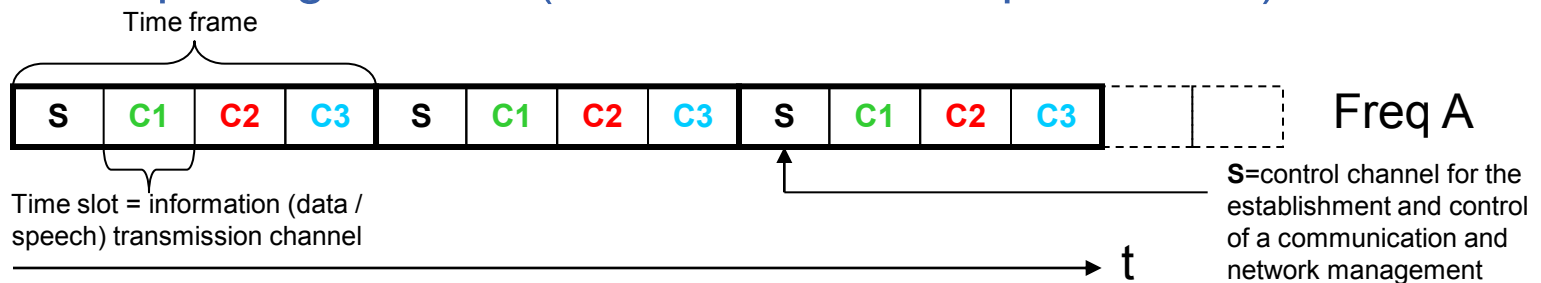 Time frame
S C1 C2 C3 S C1 C2 C3 S C1 C2 C3
Freq A
Time slot = information (data /
speech) transmission channel
t
S=control channel for the
establishment and control
of a communication and
network management